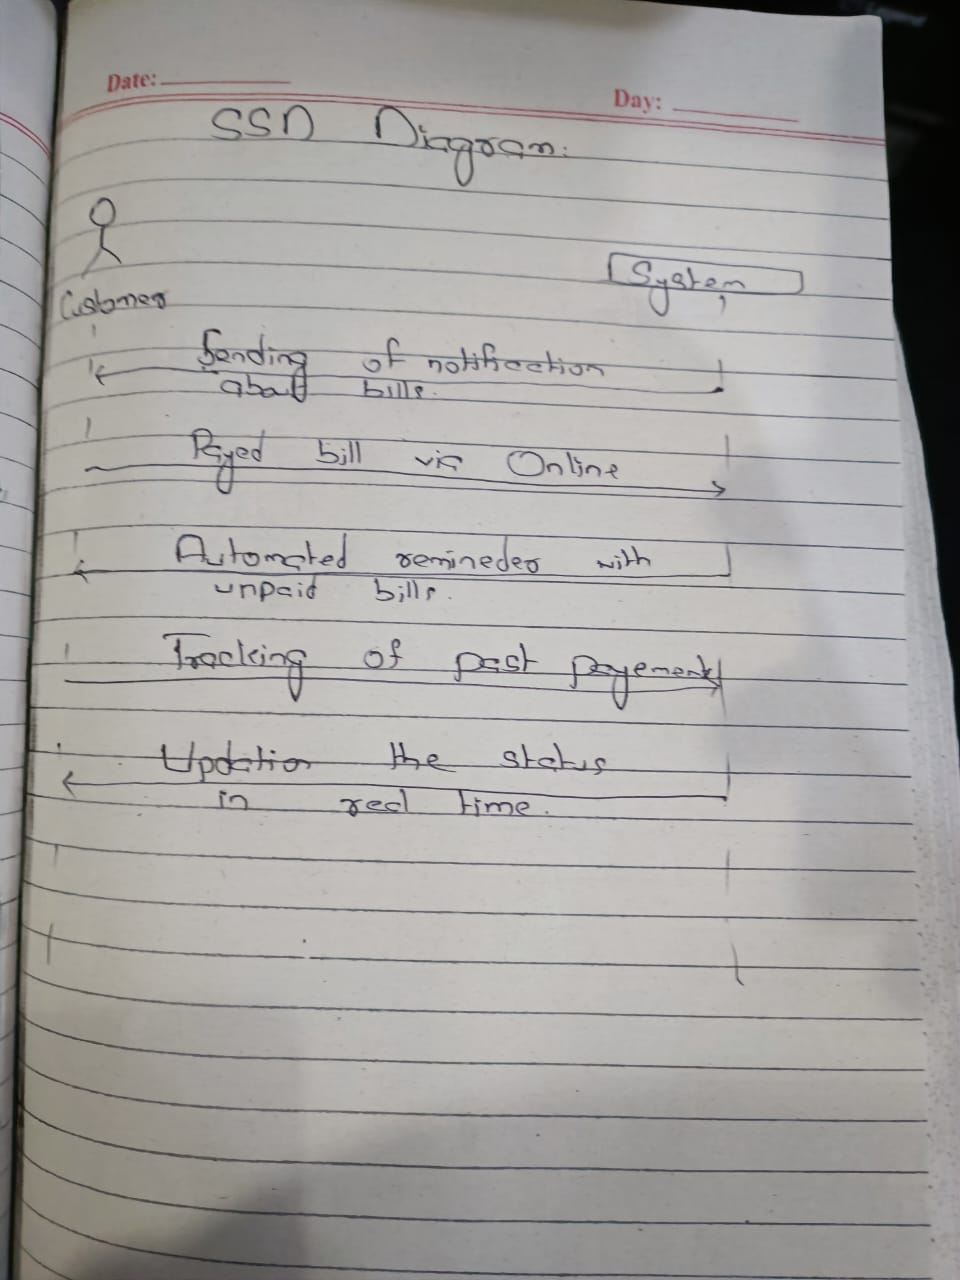 Date:
Day:
SSD Diagram:
System
Customer
Sending of notification
about bills.
Payed bill via Online
Automated remineder with
unpaid bills.
Tracking of past payements
Updation the status
in real time.